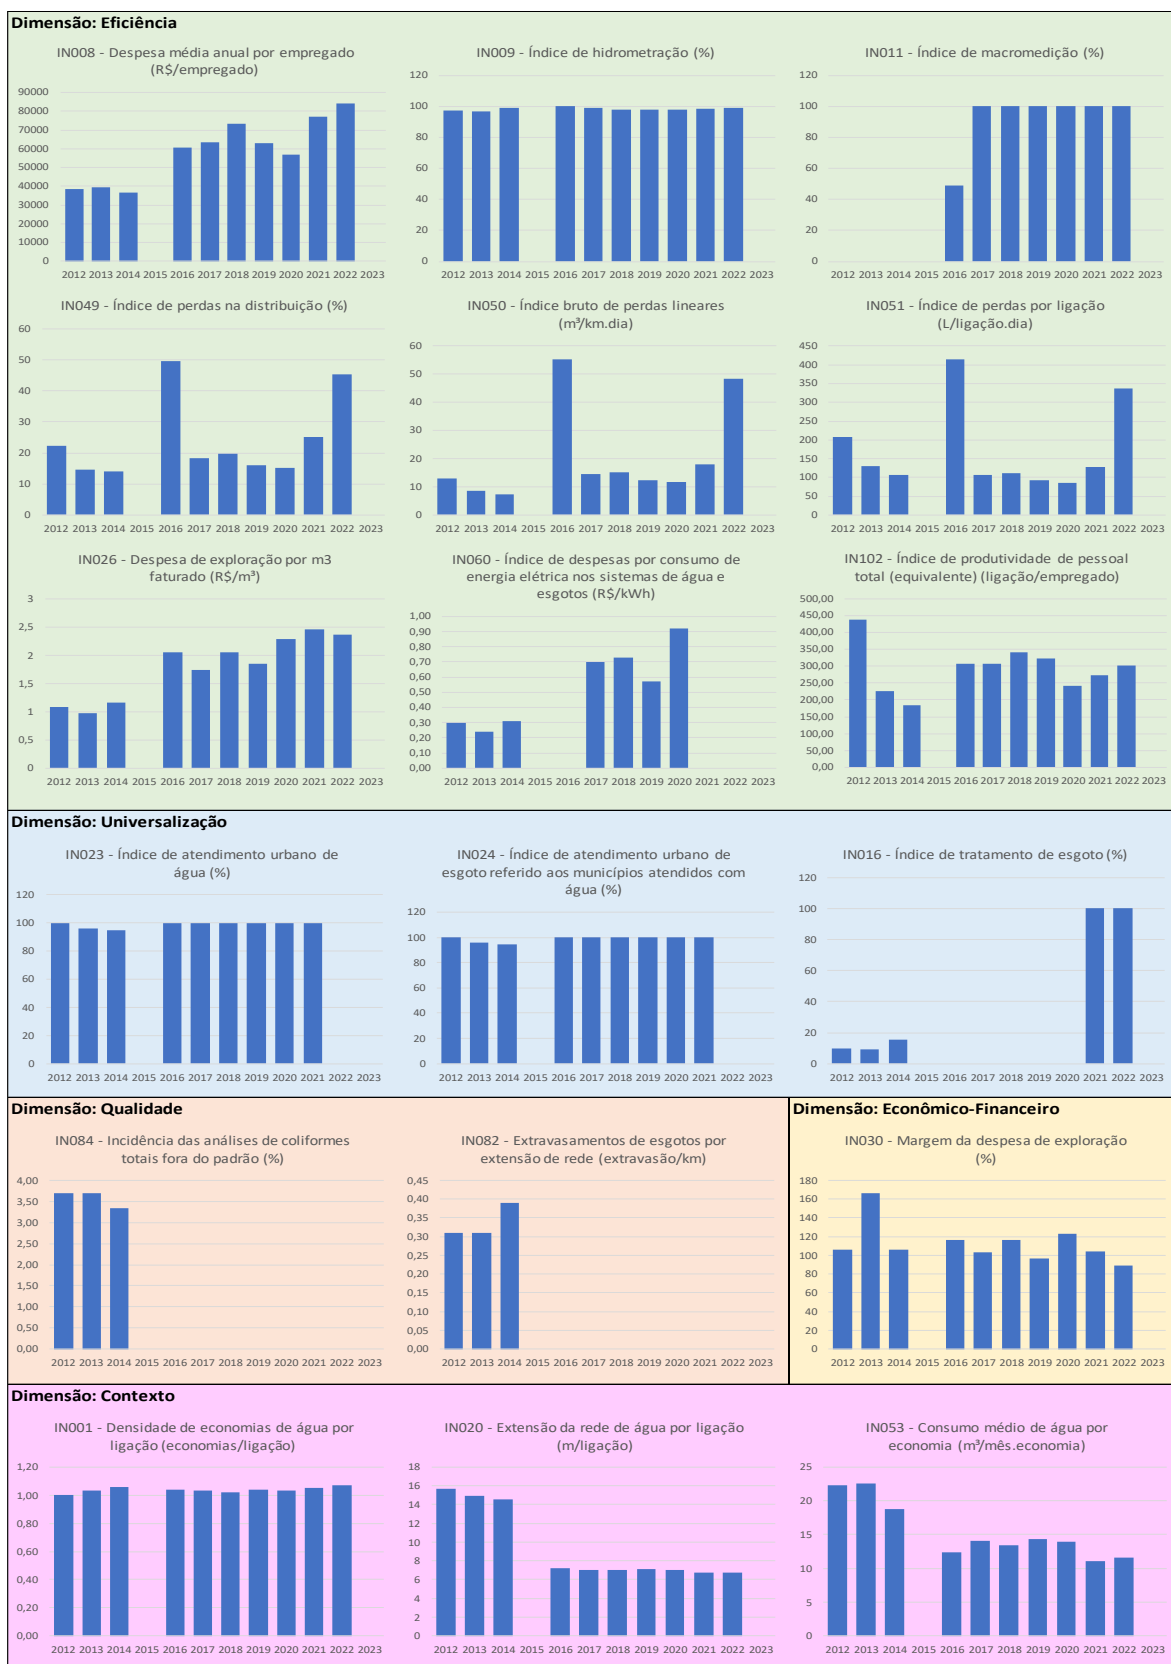 Dimensão: Eficiência
IN008 - Despesa média anual por empregado
(R$/empregado)
90000
80000
70000
60000
50000
40000
30000
20000
10000
0
2012 2013 2014 2015 2016 2017 2018 2019 2020 2021 2022 2023
IN009 - Índice de hidrometração (%)
120
100
80
60
40
20
0
2012 2013 2014 2015 2016 2017 2018 2019 2020 2021 2022 2023
IN011 - Índice de macromedição (%)
120
100
80
60
40
20
0
2012 2013 2014 2015 2016 2017 2018 2019 2020 2021 2022 2023
IN049 - Índice de perdas na distribuição (%)
60
50
40
30
20
10
0
2012 2013 2014 2015 2016 2017 2018 2019 2020 2021 2022 2023
IN050 - Índice bruto de perdas lineares
(m³/km.dia)
60
50
40
30
20
10
0
2012 2013 2014 2015 2016 2017 2018 2019 2020 2021 2022 2023
IN051 - Índice de perdas por ligação
(L/ligação.dia)
450
400
350
300
250
200
150
100
50
0
2012 2013 2014 2015 2016 2017 2018 2019 2020 2021 2022 2023
IN026 - Despesa de exploração por m3
faturado (R$/m³)
3
2,5
2
1,5
1
0,5
0
2012 2013 2014 2015 2016 2017 2018 2019 2020 2021 2022 2023
IN060 - Índice de despesas por consumo de
energia elétrica nos sistemas de água e
esgotos (R$/kWh)
1,00
0,90
0,80
0,70
0,60
0,50
0,40
0,30
0,20
0,10
0,00
2012 2013 2014 2015 2016 2017 2018 2019 2020 2021 2022 2023
IN102 - Índice de produtividade de pessoal
total (equivalente) (ligação/empregado)
500,00
450,00
400,00
350,00
300,00
250,00
200,00
150,00
100,00
50,00
0,00
2012 2013 2014 2015 2016 2017 2018 2019 2020 2021 2022 2023
Dimensão: Universalização
IN023 - Índice de atendimento urbano de
água (%)
120
100
80
60
40
20
0
2012 2013 2014 2015 2016 2017 2018 2019 2020 2021 2022 2023
IN024 - Índice de atendimento urbano de
esgoto referido aos municípios atendidos com
água (%)
120
100
80
60
40
20
0
2012 2013 2014 2015 2016 2017 2018 2019 2020 2021 2022 2023
IN016 - Índice de tratamento de esgoto (%)
120
100
80
60
40
20
0
2012 2013 2014 2015 2016 2017 2018 2019 2020 2021 2022 2023
Dimensão: Qualidade
IN084 - Incidência das análises de coliformes
totais fora do padrão (%)
4,00
3,50
3,00
2,50
2,00
1,50
1,00
0,50
0,00
2012 2013 2014 2015 2016 2017 2018 2019 2020 2021 2022 2023
IN082 - Extravasamentos de esgotos por
extensão de rede (extravasão/km)
0,45
0,40
0,35
0,30
0,25
0,20
0,15
0,10
0,05
0,00
2012 2013 2014 2015 2016 2017 2018 2019 2020 2021 2022 2023
Dimensão: Econômico-Financeiro
IN030 - Margem da despesa de exploração
(%)
180
160
140
120
100
80
60
40
20
0
2012 2013 2014 2015 2016 2017 2018 2019 2020 2021 2022 2023
Dimensão: Contexto
IN001 - Densidade de economias de água por
ligação (economias/ligação)
1,20
1,00
0,80
0,60
0,40
0,20
0,00
2012 2013 2014 2015 2016 2017 2018 2019 2020 2021 2022 2023
IN020 - Extensão da rede de água por ligação
(m/ligação)
18
16
14
12
10
8
6
4
2
0
2012 2013 2014 2015 2016 2017 2018 2019 2020 2021 2022 2023
IN053 - Consumo médio de água por
economia (m³/mês.economia)
25
20
15
10
5
0
2012 2013 2014 2015 2016 2017 2018 2019 2020 2021 2022 2023